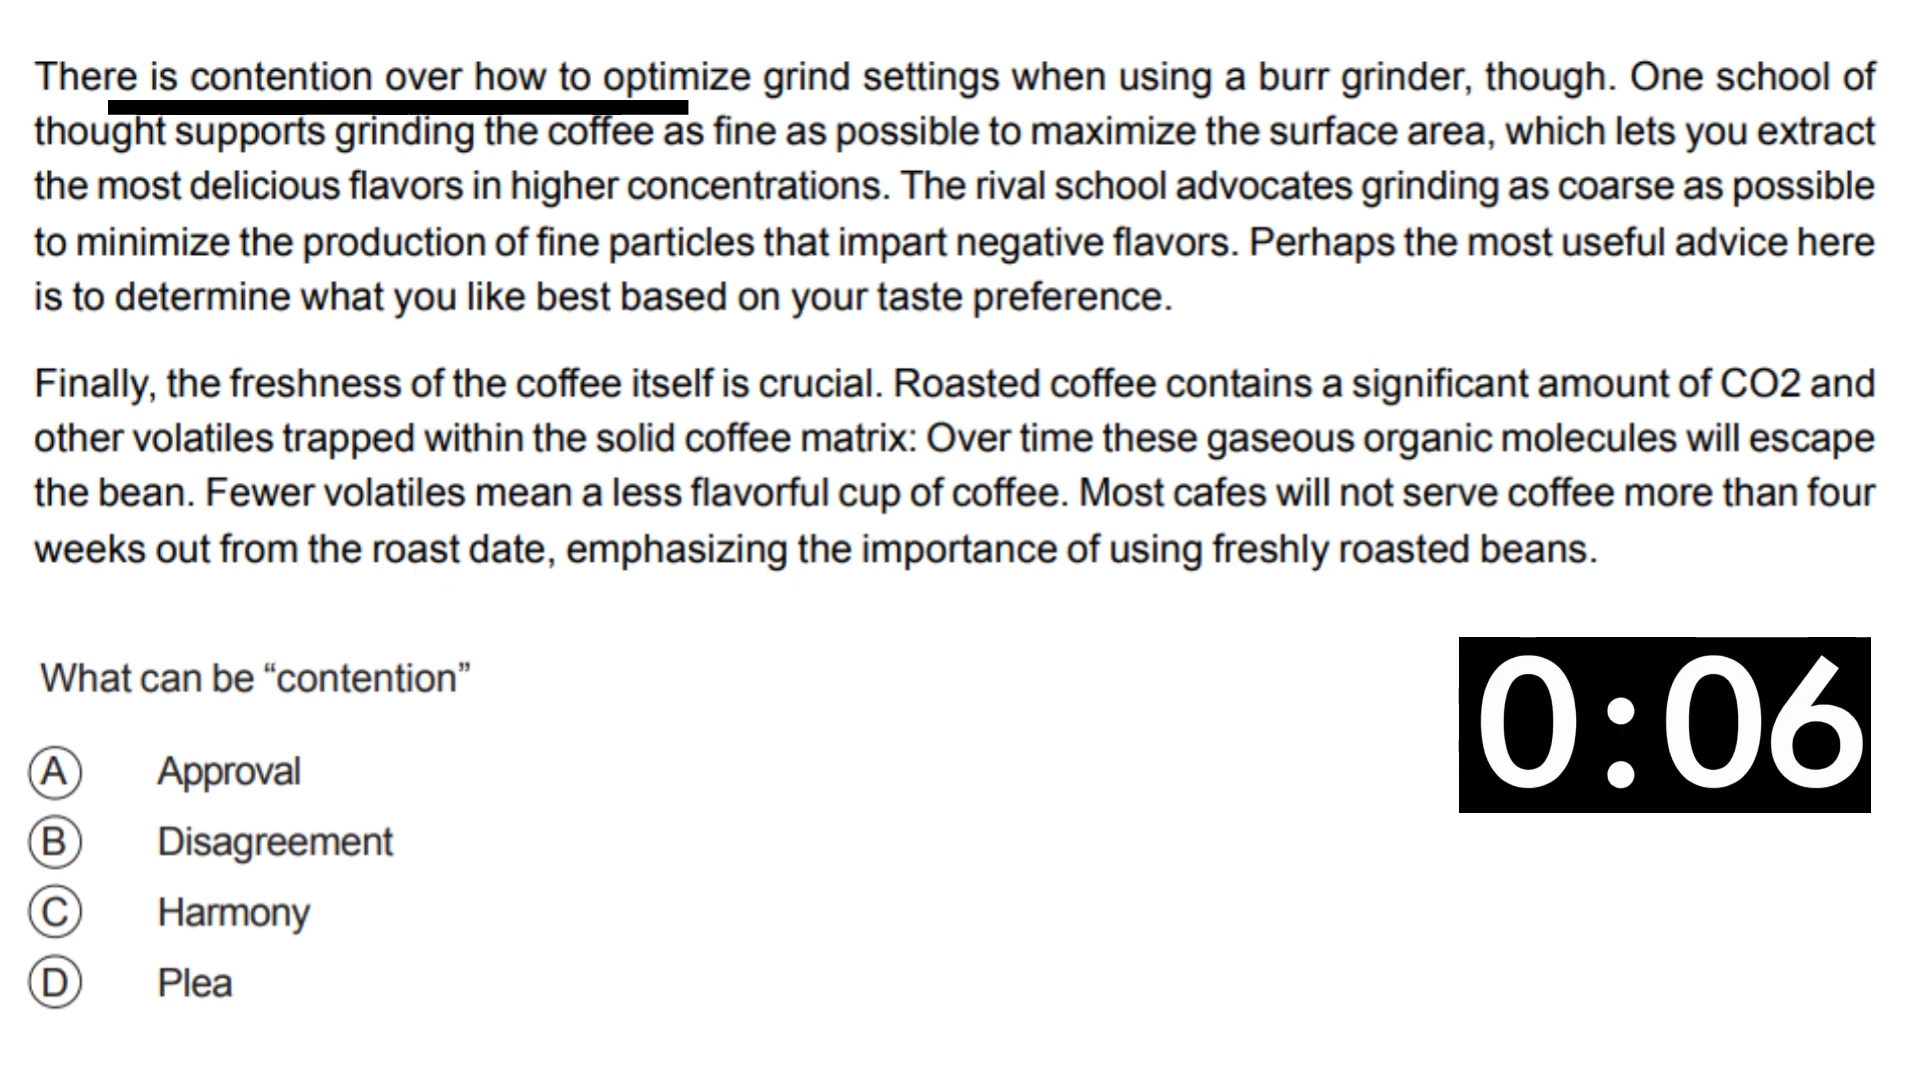 There is contention over how to optimize grind settings when using a burr grinder, though. One school of
thought supports grinding the coffee as fine as possible to maximize the surface area, which lets you extract
the most delicious flavors in higher concentrations. The rival school advocates grinding as coarse as possible
to minimize the production of fine particles that impart negative flavors. Perhaps the most useful advice here
is to determine what you like best based on your taste preference.
Finally, the freshness of the coffee itself is crucial. Roasted coffee contains a significant amount of CO2 and
other volatiles trapped within the solid coffee matrix: Over time these gaseous organic molecules will escape
the bean. Fewer volatiles mean a less flavorful cup of coffee. Most cafes will not serve coffee more than four
weeks out from the roast date, emphasizing the importance of using freshly roasted beans.
What can be “contention”
0:06
A Approval
B Disagreement
C Harmony
D Plea